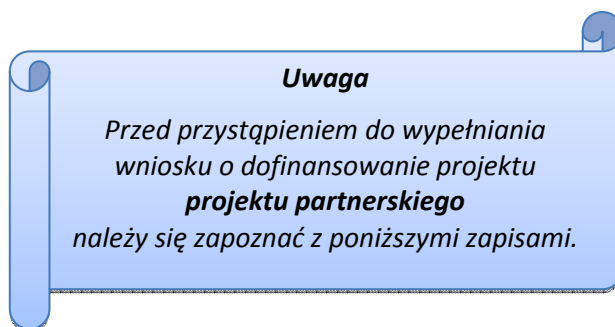 Uwaga
Przed przystąpieniem do wypełniania
wniosku o dofinansowanie projektu
projektu partnerskiego
należy się zapoznać z poniższymi zapisami.